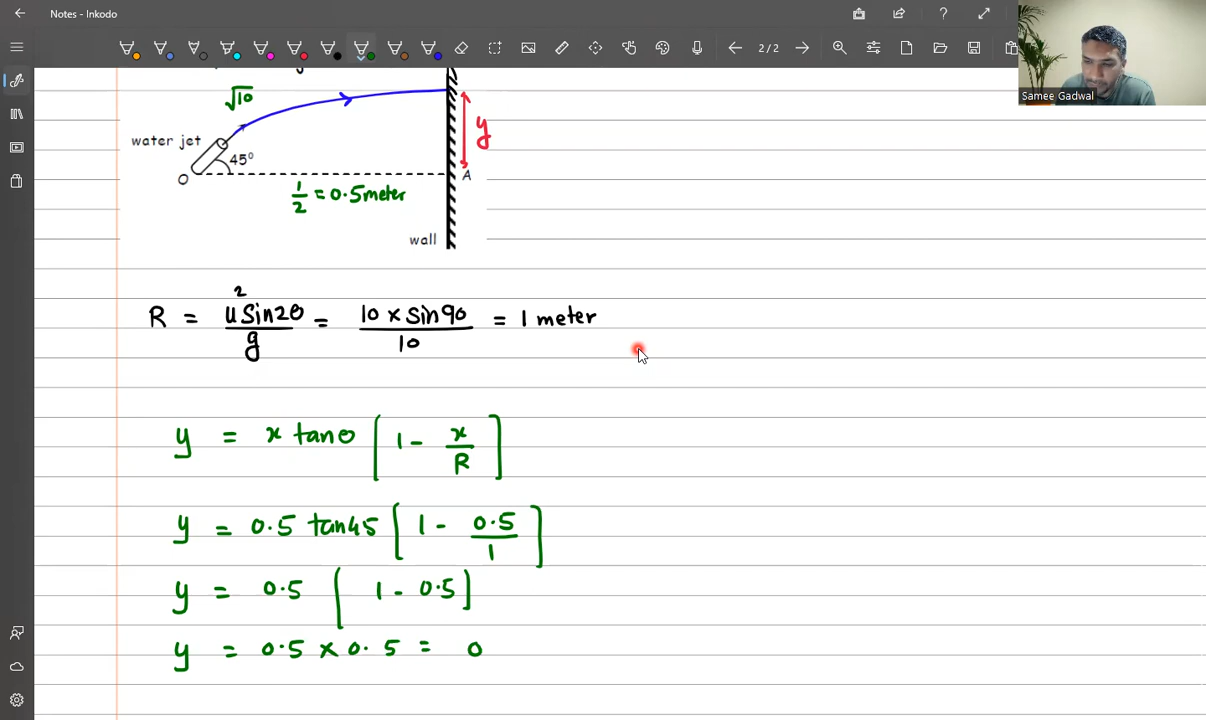 Notes - Inkodo
2/2
Samee Gadwal
√10
water jet
45°
y
O
A
1/2 = 0.5 meter
wall
R = u² Sin2θ / g = 10 × sin90 / 10 = 1 meter
y = x tanθ [1 - x/R]
y = 0.5 tan45 [1 - 0.5/1]
y = 0.5 [1 - 0.5]
y = 0.5 × 0.5 = 0